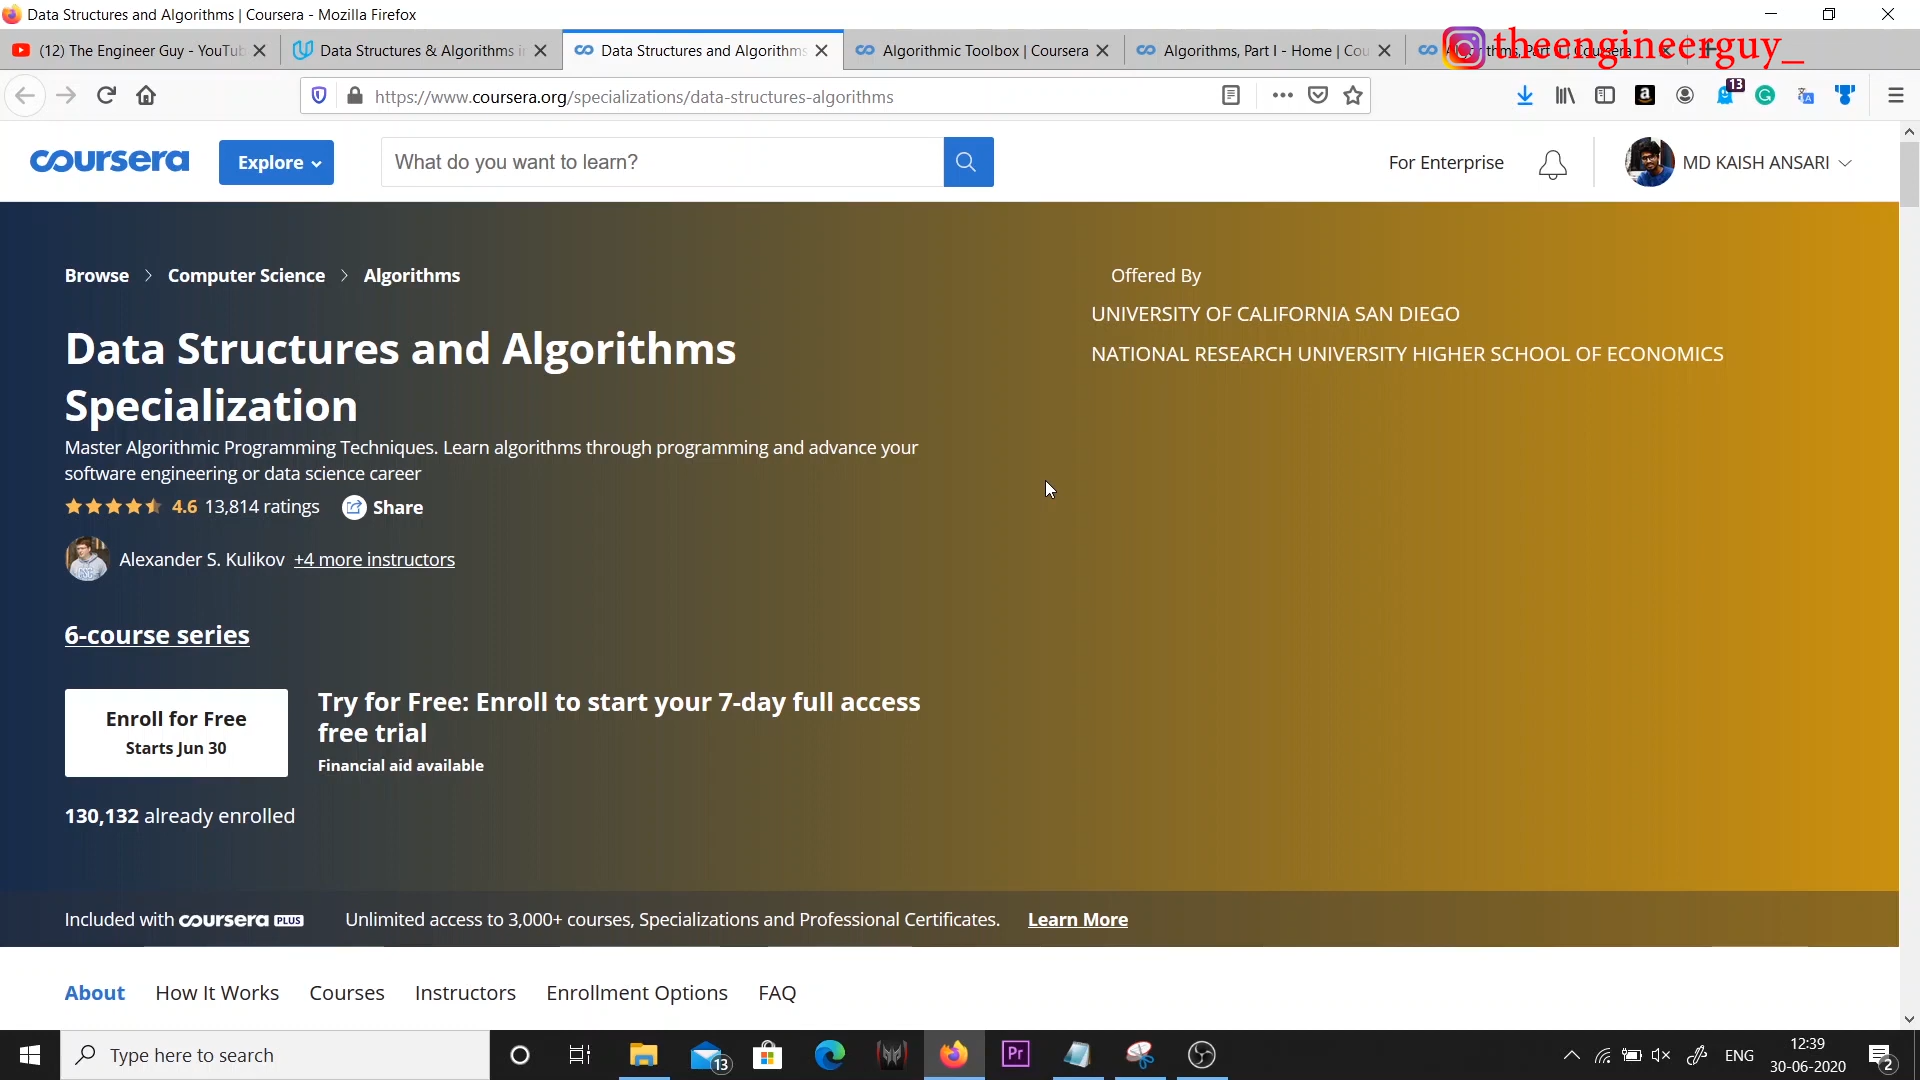 Data Structures and Algorithms | Coursera - Mozilla Firefox
(12) The Engineer Guy - YouTub
Data Structures & Algorithms i
Data Structures and Algorithms
Algorithmic Toolbox | Coursera
Algorithms, Part I - Home | Cou
theengineerguy_
https://www.coursera.org/specializations/data-structures-algorithms
13
coursera
Explore
What do you want to learn?
For Enterprise
MD KAISH ANSARI
Browse > Computer Science > Algorithms
Offered By
UNIVERSITY OF CALIFORNIA SAN DIEGO
NATIONAL RESEARCH UNIVERSITY HIGHER SCHOOL OF ECONOMICS
Data Structures and Algorithms
Specialization
Master Algorithmic Programming Techniques. Learn algorithms through programming and advance your
software engineering or data science career
4.6 13,814 ratings
Share
Alexander S. Kulikov +4 more instructors
6-course series
Enroll for Free
Starts Jun 30
Try for Free: Enroll to start your 7-day full access
free trial
Financial aid available
130,132 already enrolled
Included with coursera PLUS
Unlimited access to 3,000+ courses, Specializations and Professional Certificates.
Learn More
About
How It Works
Courses
Instructors
Enrollment Options
FAQ
Type here to search
13
Pr
ENG
12:39
30-06-2020
2